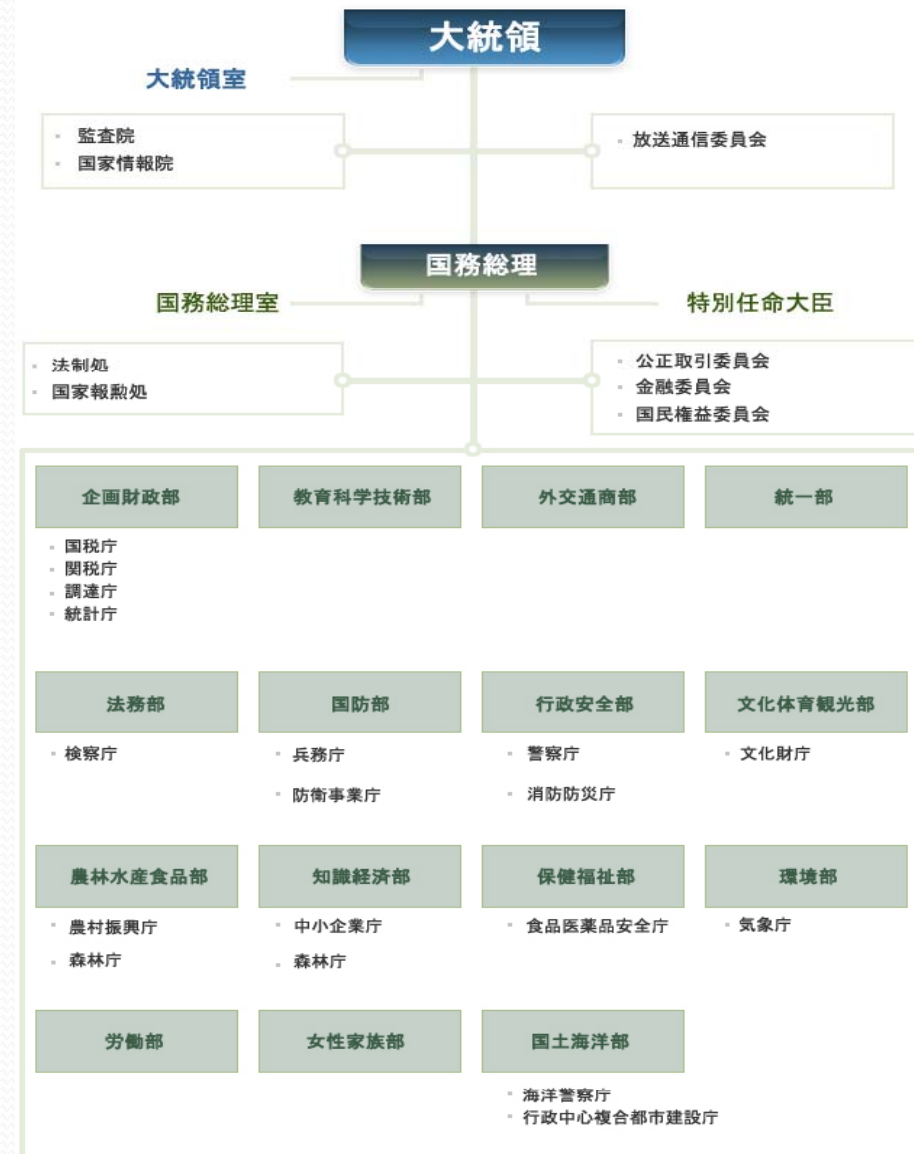 大統領
大統領室
監査院
国家情報院
放送通信委員会
国務総理
国務総理室
特別任命大臣
法制処
国家報勲処
公正取引委員会
金融委員会
国民権益委員会
企画財政部
教育科学技術部
外交通商部
統一部
国税庁
関税庁
調達庁
統計庁
法務部
国防部
行政安全部
文化体育観光部
検察庁
兵務庁
警察庁
文化財庁
防衛事業庁
消防防災庁
農林水産食品部
知識経済部
保健福祉部
環境部
農村振興庁
中小企業庁
食品医薬品安全庁
気象庁
森林庁
森林庁
労働部
女性家族部
国土海洋部
海洋警察庁
行政中心複合都市建設庁